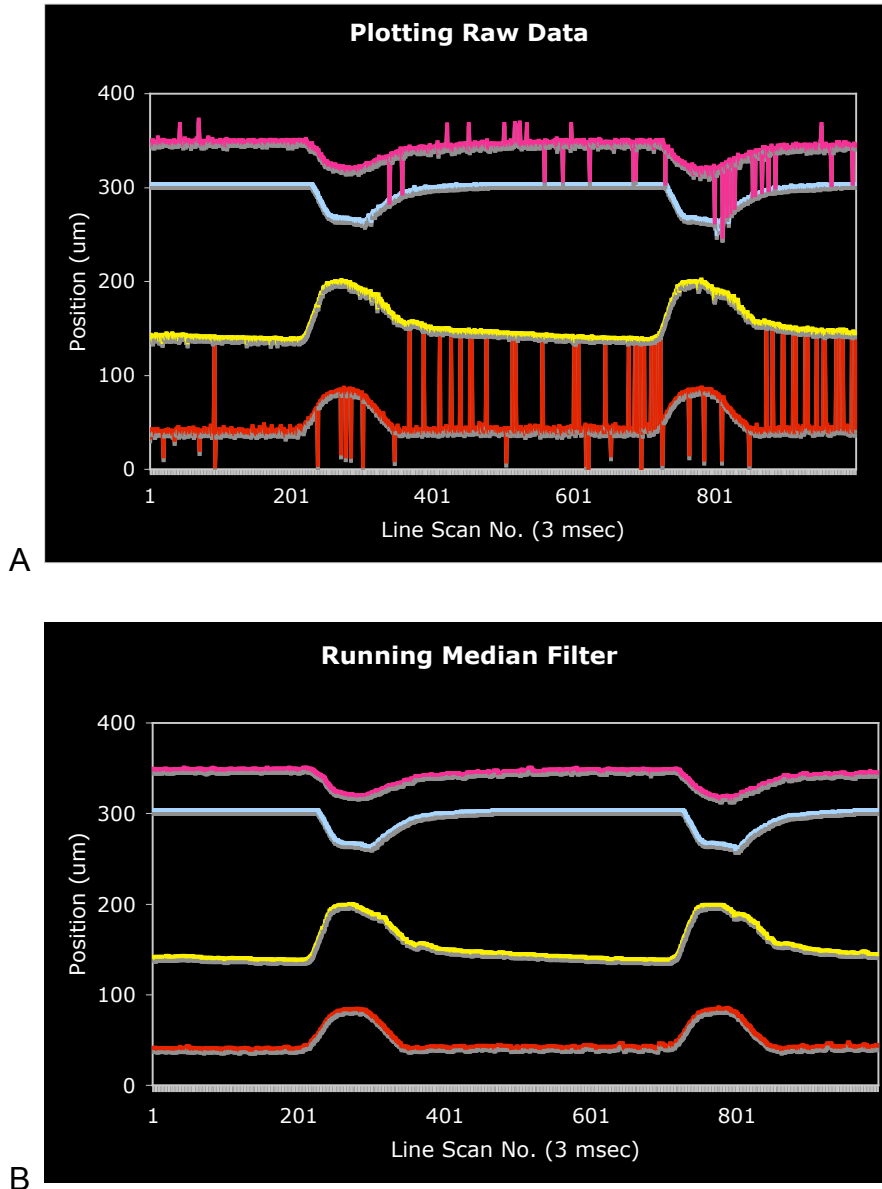 Plotting Raw Data
400
300
200
100
0
Position (um)
1 201 401 601 801
Line Scan No. (3 msec)
A
Running Median Filter
400
300
200
100
0
Position (um)
1 201 401 601 801
Line Scan No. (3 msec)
B